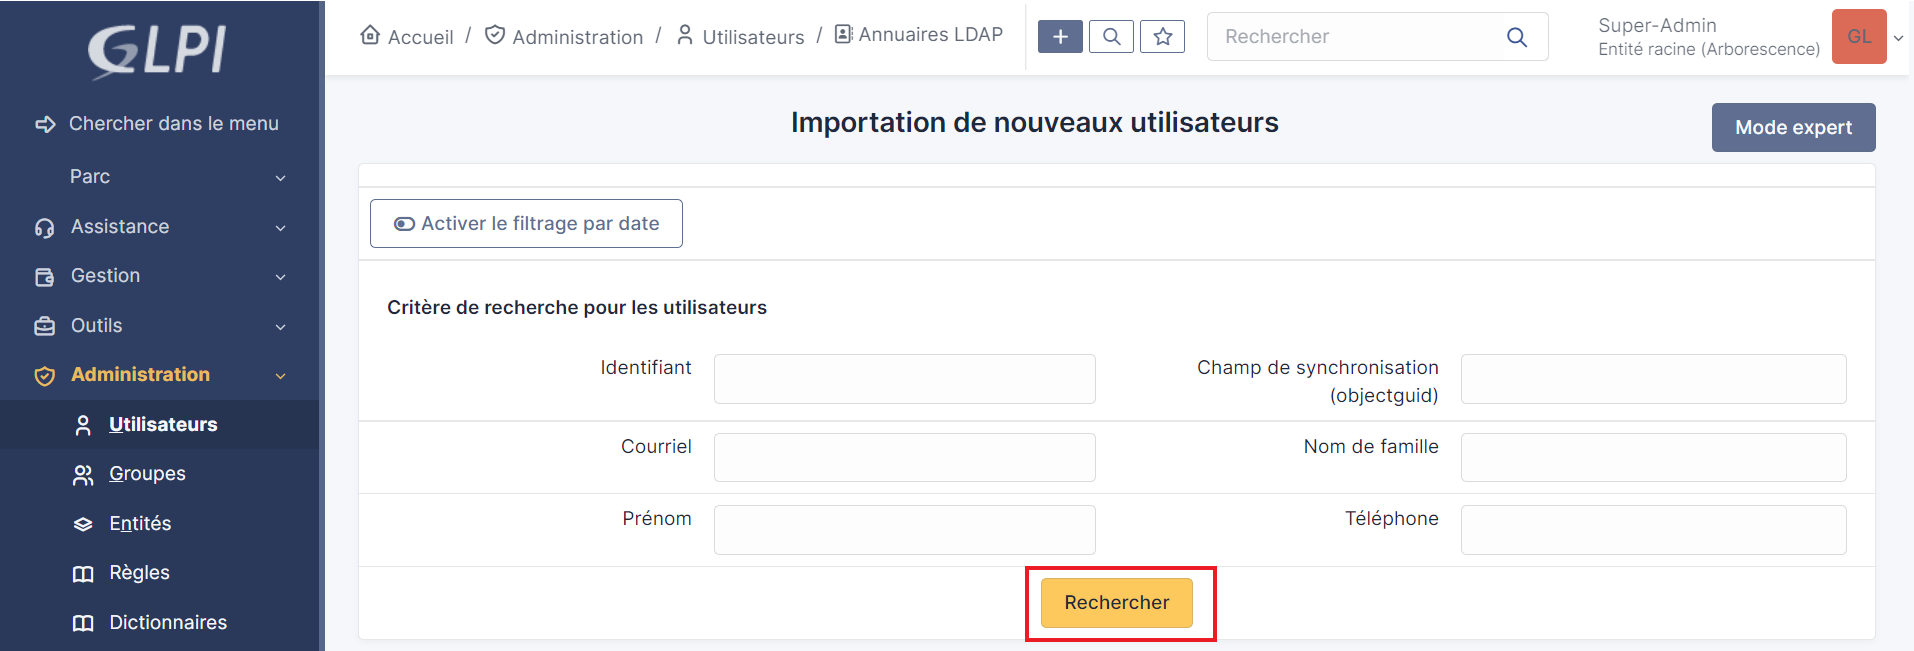 GLPI
Chercher dans le menu
Parc
Assistance
Gestion
Outils
Administration
Utilisateurs
Groupes
Entités
Règles
Dictionnaires
Accueil / Administration / Utilisateurs / Annuaires LDAP
Rechercher
Super-Admin
Entité racine (Arborescence)
GL
Importation de nouveaux utilisateurs
Mode expert
Activer le filtrage par date
Critère de recherche pour les utilisateurs
Identifiant
Champ de synchronisation
(objectguid)
Courriel
Nom de famille
Prénom
Téléphone
Rechercher